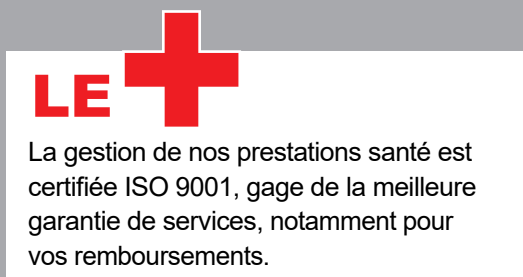 LE +
La gestion de nos prestations santé est
certifiée ISO 9001, gage de la meilleure
garantie de services, notamment pour
vos remboursements.